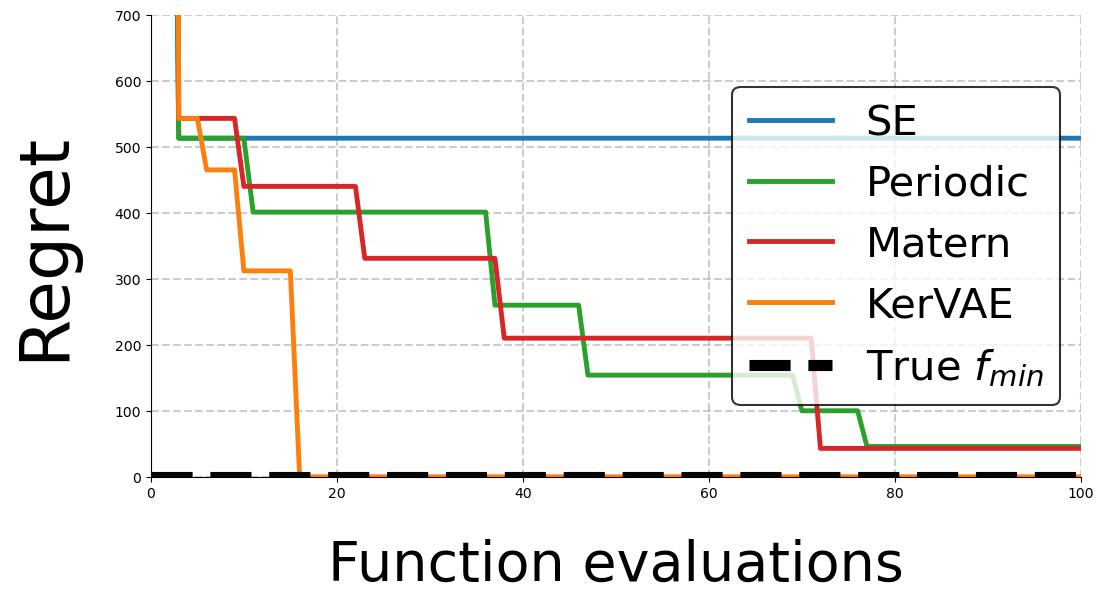 Regret
700
600
500
400
300
200
100
0
0 20 40 60 80 100
Function evaluations
SE
Periodic
Matern
KerVAE
True f_min